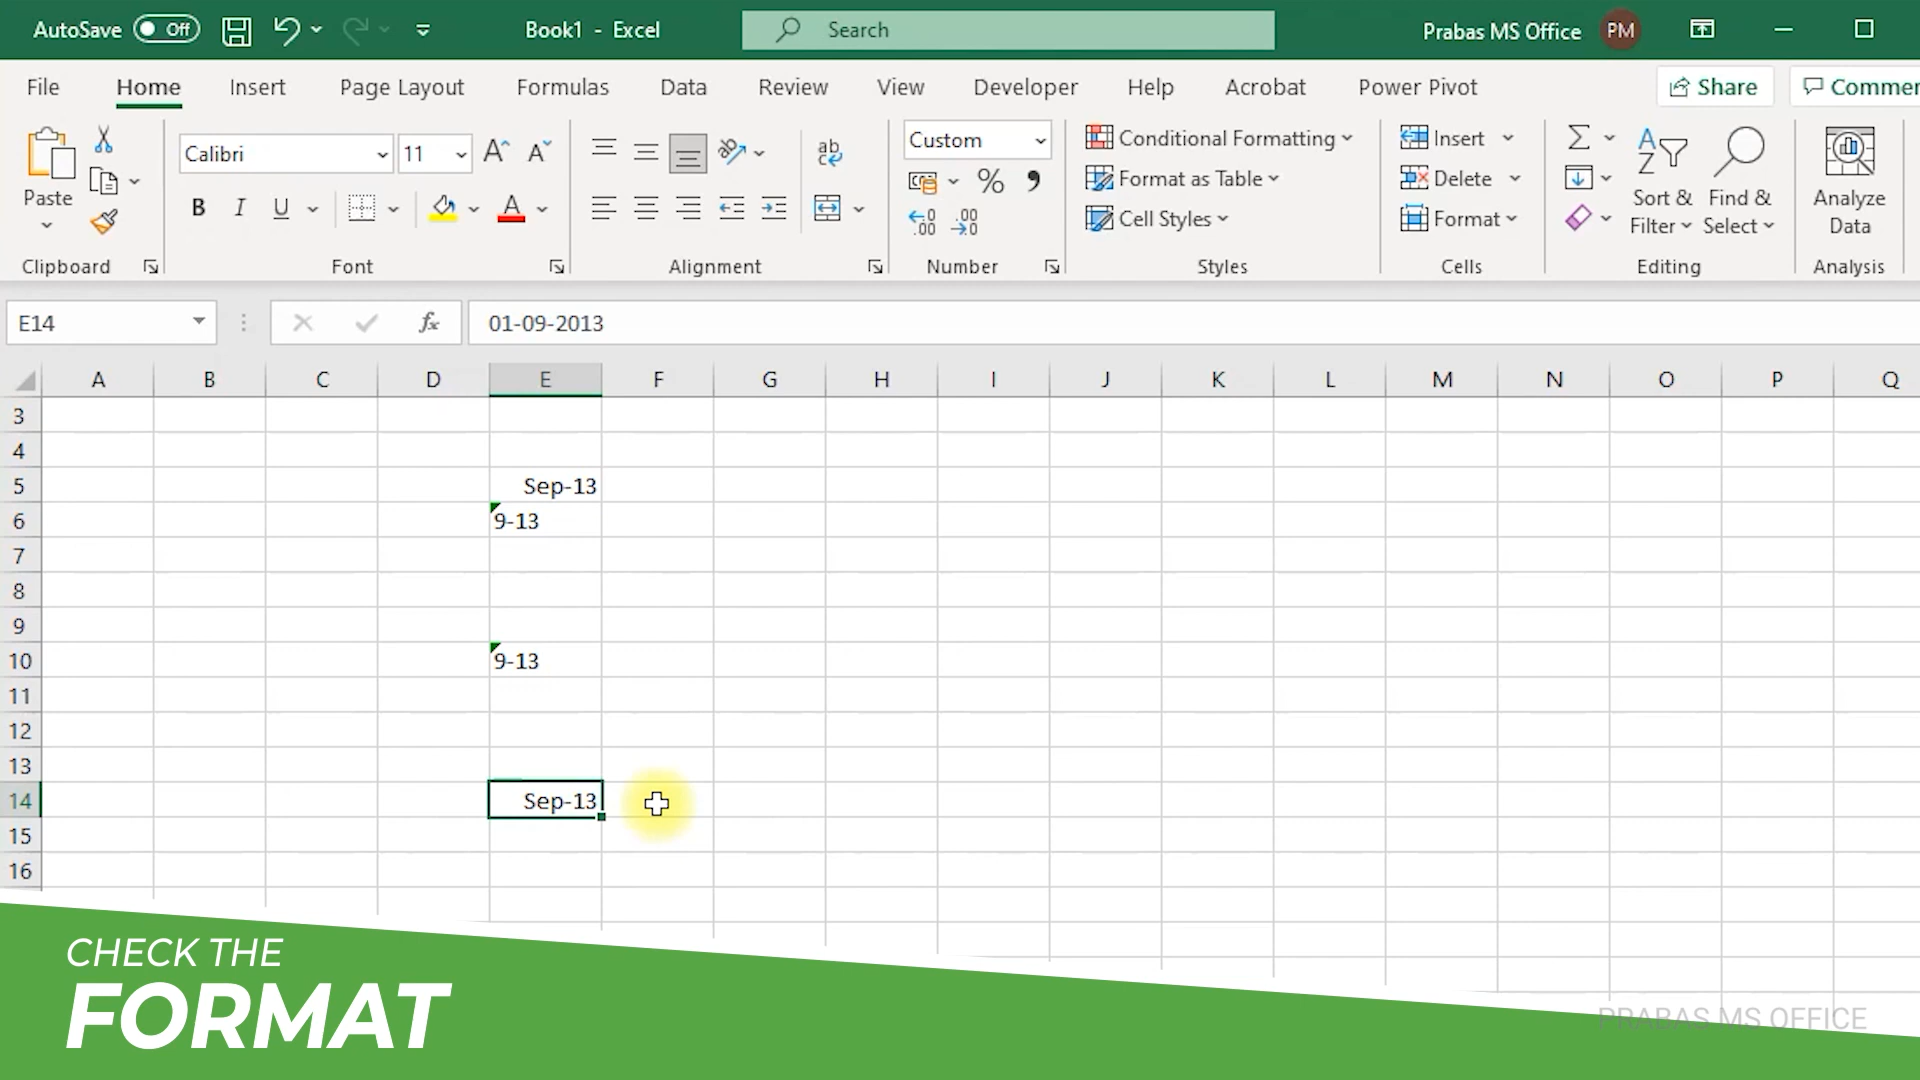 AutoSave Off Book1 - Excel Search Prabas MS Office PM
File Home Insert Page Layout Formulas Data Review View Developer Help Acrobat Power Pivot Share Commen
Paste
Calibri 11
B I U A
ab
c
Custom
% ,
Conditional Formatting
Format as Table
Cell Styles
Insert
Delete
Format
Sort &
Filter
Find &
Select
Analyze
Data
Clipboard Font Alignment Number Styles Cells Editing Analysis
E14 fx 01-09-2013
A B C D E F G H I J K L M N O P Q
3
4
5 Sep-13
6 9-13
7
8
9
10 9-13
11
12
13
14 Sep-13
15
16
CHECK THE
FORMAT
PRABAS MS OFFICE